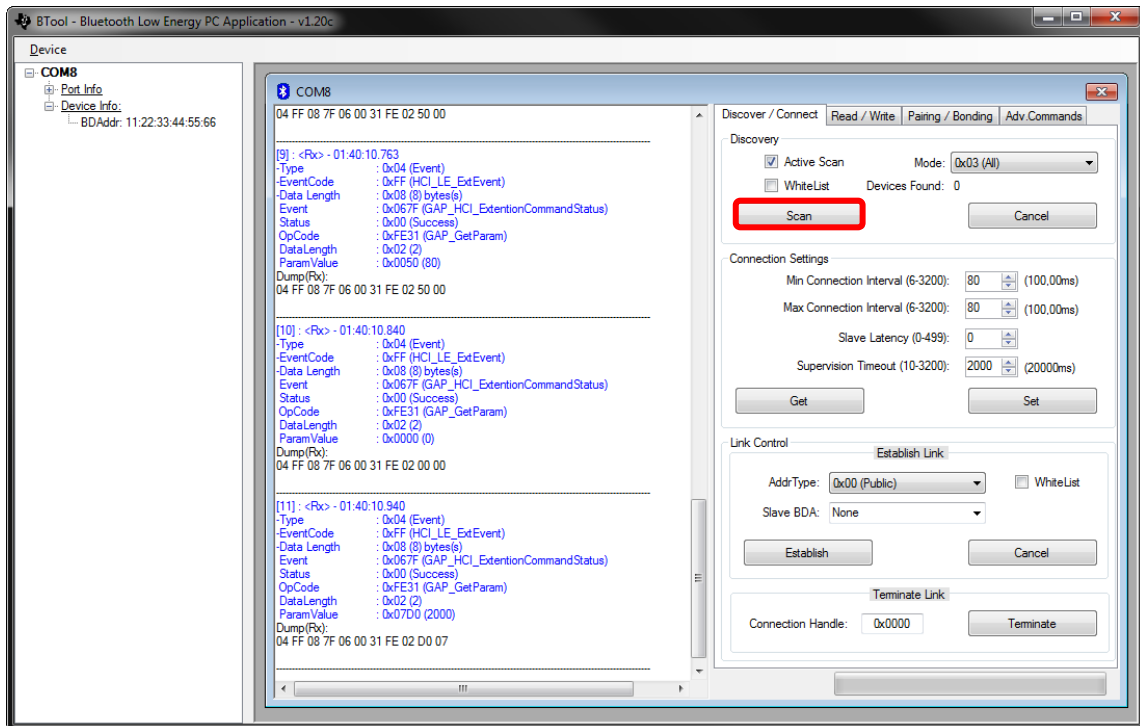 BTool - Bluetooth Low Energy PC Application - v1.20c
Device
COM8
Port Info
Device Info:
BDAddr: 11:22:33:44:55:66
COM8
04 FF 08 7F 06 00 31 FE 02 50 00
[9] : <Rx> - 01:40:10.763
-Type : 0x04 (Event)
-EventCode : 0xFF (HCI_LE_ExtEvent)
-Data Length : 0x08 (8) bytes(s)
Event : 0x067F (GAP_HCI_ExtentionCommandStatus)
Status : 0x00 (Success)
OpCode : 0xFE31 (GAP_GetParam)
DataLength : 0x02 (2)
ParamValue : 0x0050 (80)
Dump(Rx):
04 FF 08 7F 06 00 31 FE 02 50 00
[10] : <Rx> - 01:40:10.840
-Type : 0x04 (Event)
-EventCode : 0xFF (HCI_LE_ExtEvent)
-Data Length : 0x08 (8) bytes(s)
Event : 0x067F (GAP_HCI_ExtentionCommandStatus)
Status : 0x00 (Success)
OpCode : 0xFE31 (GAP_GetParam)
DataLength : 0x02 (2)
ParamValue : 0x0000 (0)
Dump(Rx):
04 FF 08 7F 06 00 31 FE 02 00 00
[11] : <Rx> - 01:40:10.940
-Type : 0x04 (Event)
-EventCode : 0xFF (HCI_LE_ExtEvent)
-Data Length : 0x08 (8) bytes(s)
Event : 0x067F (GAP_HCI_ExtentionCommandStatus)
Status : 0x00 (Success)
OpCode : 0xFE31 (GAP_GetParam)
DataLength : 0x02 (2)
ParamValue : 0x07D0 (2000)
Dump(Rx):
04 FF 08 7F 06 00 31 FE 02 D0 07
Discover / Connect Read / Write Pairing / Bonding Adv.Commands
Discovery
Active Scan Mode: 0x03 (All)
WhiteList Devices Found: 0
Scan Cancel
Connection Settings
Min Connection Interval (6-3200): 80 (100.00ms)
Max Connection Interval (6-3200): 80 (100.00ms)
Slave Latency (0-499): 0
Supervision Timeout (10-3200): 2000 (20000ms)
Get Set
Link Control
Establish Link
AddrType: 0x00 (Public) WhiteList
Slave BDA: None
Establish Cancel
Terminate Link
Connection Handle: 0x0000 Terminate